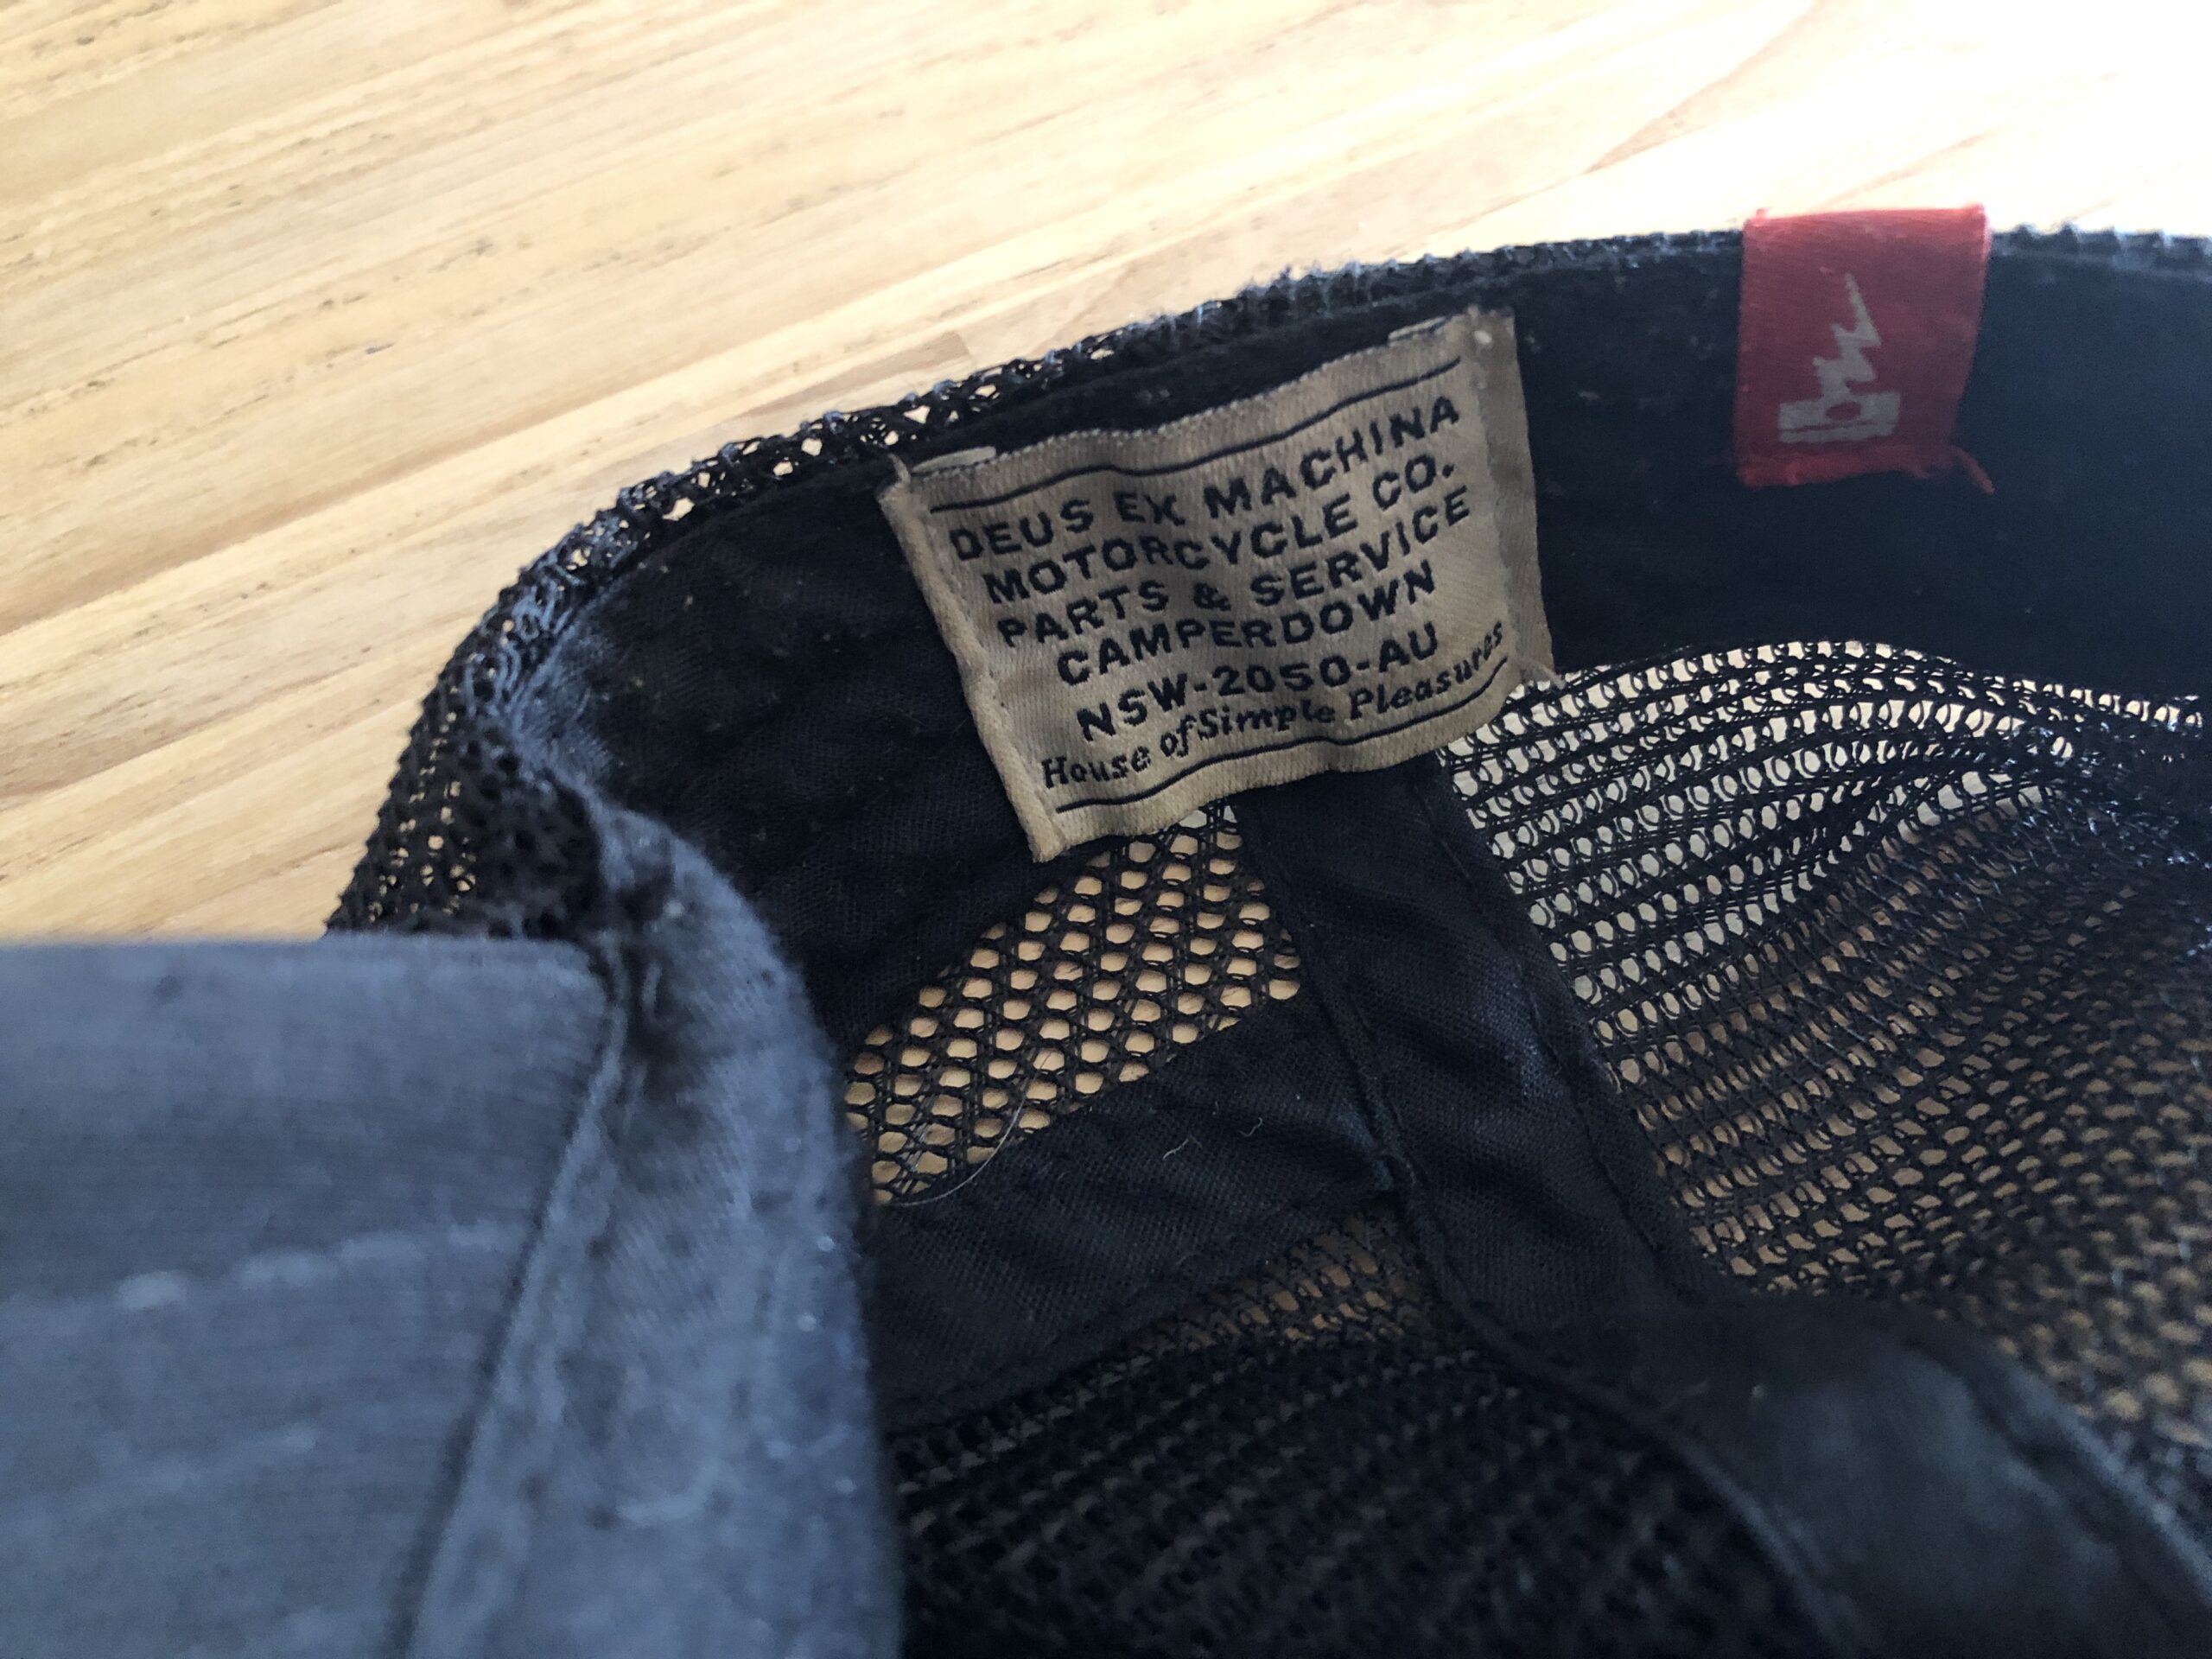 DEUS EX MACHINA
MOTORCYCLE CO.
PARTS & SERVICE
CAMPERDOWN
NSW-2050-AU
House of Simple Pleasures